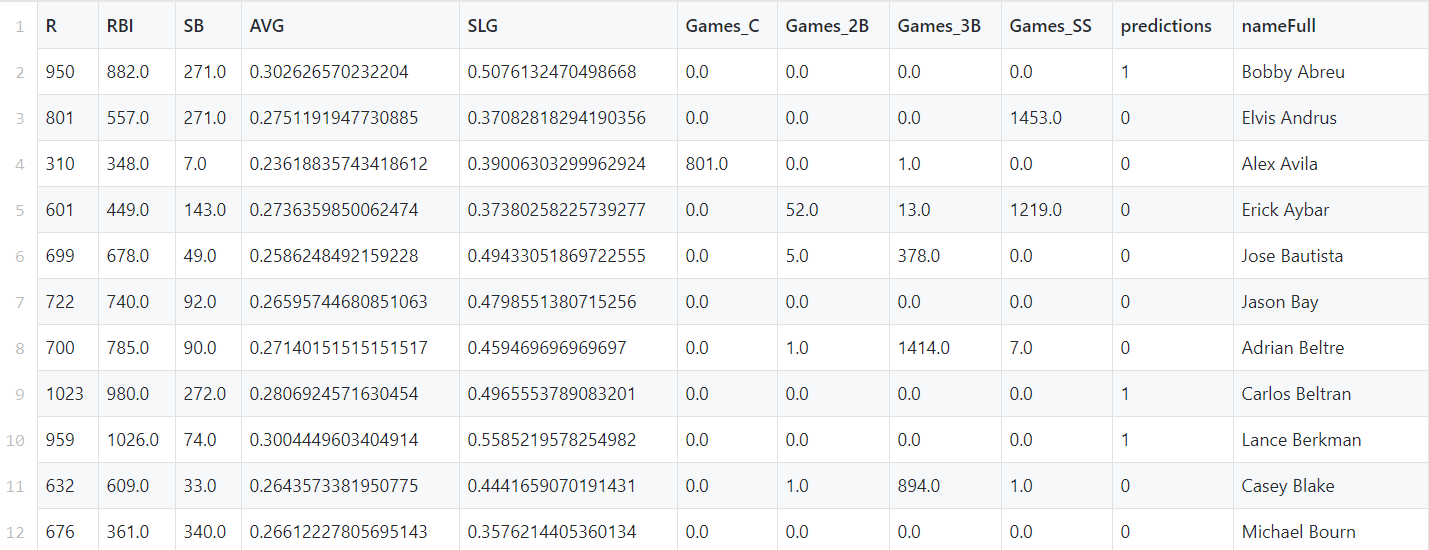 1 R RBI SB AVG SLG Games_C Games_2B Games_3B Games_SS predictions nameFull
2 950 882.0 271.0 0.302626570232204 0.5076132470498668 0.0 0.0 0.0 0.0 1 Bobby Abreu
3 801 557.0 271.0 0.2751191947730885 0.37082818294190356 0.0 0.0 0.0 1453.0 0 Elvis Andrus
4 310 348.0 7.0 0.23618835743418612 0.39006303299962924 801.0 0.0 1.0 0.0 0 Alex Avila
5 601 449.0 143.0 0.2736359850062474 0.37380258225739277 0.0 52.0 13.0 1219.0 0 Erick Aybar
6 699 678.0 49.0 0.2586248492159228 0.49433051869722555 0.0 5.0 378.0 0.0 0 Jose Bautista
7 722 740.0 92.0 0.26595744680851063 0.4798551380715256 0.0 0.0 0.0 0.0 0 Jason Bay
8 700 785.0 90.0 0.27140151515151517 0.459469696969697 0.0 1.0 1414.0 7.0 0 Adrian Beltre
9 1023 980.0 272.0 0.2806924571630454 0.4965553789083201 0.0 0.0 0.0 0.0 1 Carlos Beltran
10 959 1026.0 74.0 0.3004449603404914 0.5585219578254982 0.0 0.0 0.0 0.0 1 Lance Berkman
11 632 609.0 33.0 0.2643573381950775 0.4441659070191431 0.0 1.0 894.0 1.0 0 Casey Blake
12 676 361.0 340.0 0.26612227805695143 0.3576214405360134 0.0 0.0 0.0 0.0 0 Michael Bourn